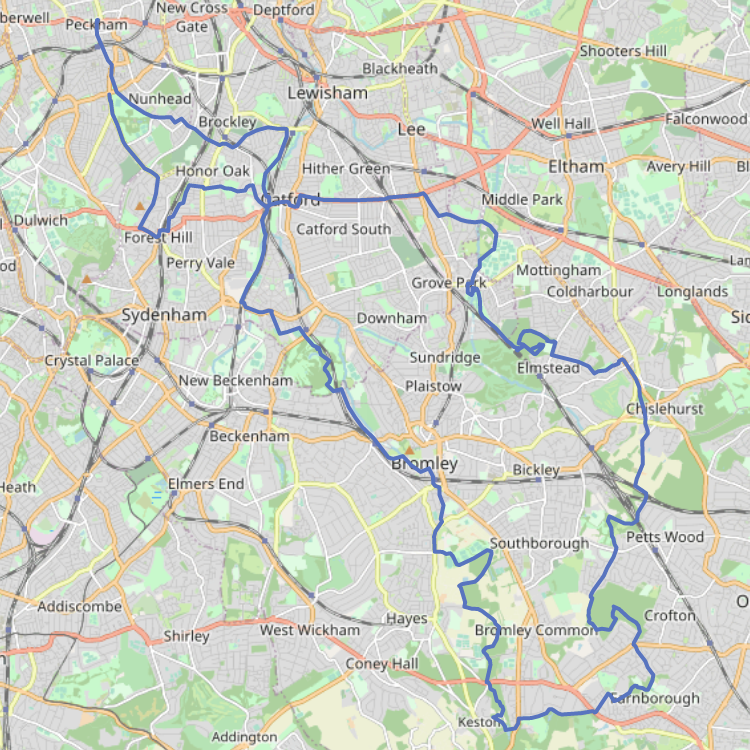 New Cross
Gate
Deptford
berwell
Peckham
Shooters Hill
Blackheath
Nunhead
Lewisham
Brockley
Lee
Well Hall
Falconwood
Honor Oak
Hither Green
Eltham
Avery Hill
Bl
Catford
Middle Park
Dulwich
Forest Hill
Catford South
Perry Vale
Mottingham
Lam
od
Grove Park
Coldharbour
Longlands
Sydenham
Downham
Sic
Crystal Palace
Sundridge
Elmstead
New Beckenham
Plaistow
Chislehurst
Beckenham
Bromley
Bickley
Heath
Elmers End
Southborough
Petts Wood
Addiscombe
O
Hayes
Crofton
Shirley
West Wickham
Bromley Common
Coney Hall
Farnborough
Keston
Addington